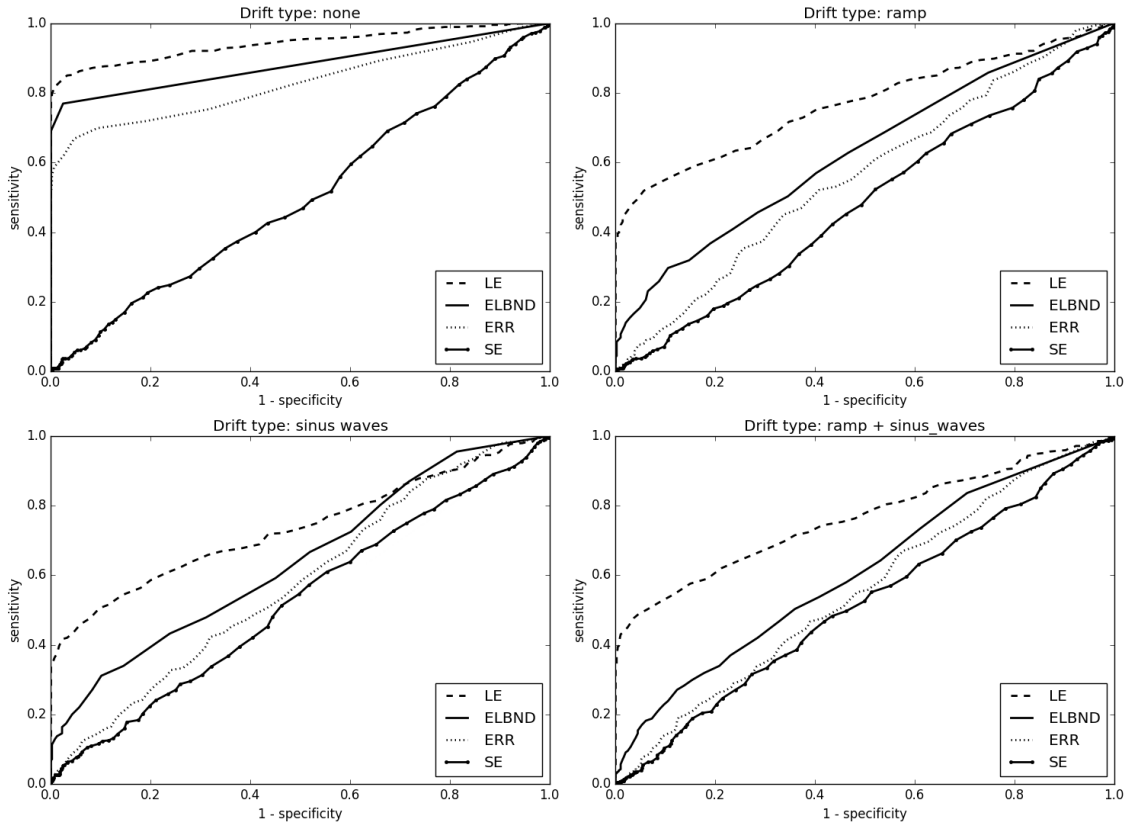 Drift type: none
1.0
0.8
0.6
0.4
0.2
0.0
sensitivity
0.0 0.2 0.4 0.6 0.8 1.0
1 - specificity
LE
ELBND
ERR
SE
Drift type: ramp
1.0
0.8
0.6
0.4
0.2
0.0
sensitivity
0.0 0.2 0.4 0.6 0.8 1.0
1 - specificity
LE
ELBND
ERR
SE
Drift type: sinus waves
1.0
0.8
0.6
0.4
0.2
0.0
sensitivity
0.0 0.2 0.4 0.6 0.8 1.0
1 - specificity
LE
ELBND
ERR
SE
Drift type: ramp + sinus_waves
1.0
0.8
0.6
0.4
0.2
0.0
sensitivity
0.0 0.2 0.4 0.6 0.8 1.0
1 - specificity
LE
ELBND
ERR
SE